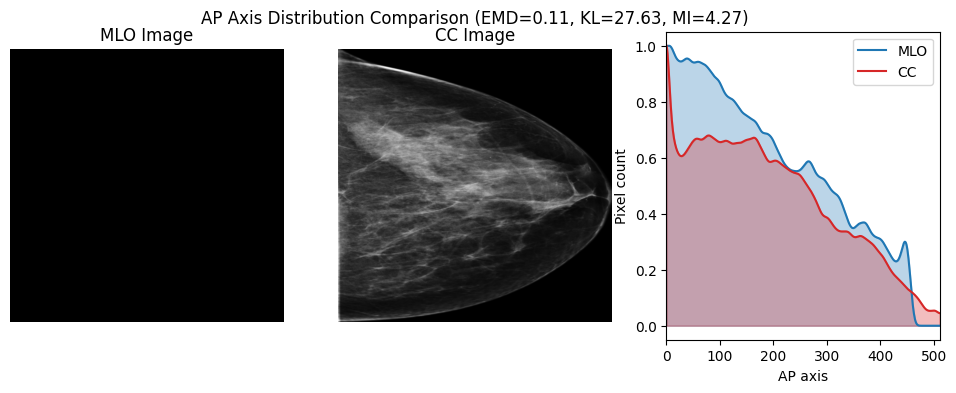 AP Axis Distribution Comparison (EMD=0.11, KL=27.63, MI=4.27)
MLO Image
CC Image
MLO
CC
Pixel count
1.0
0.8
0.6
0.4
0.2
0.0
0 100 200 300 400 500
AP axis